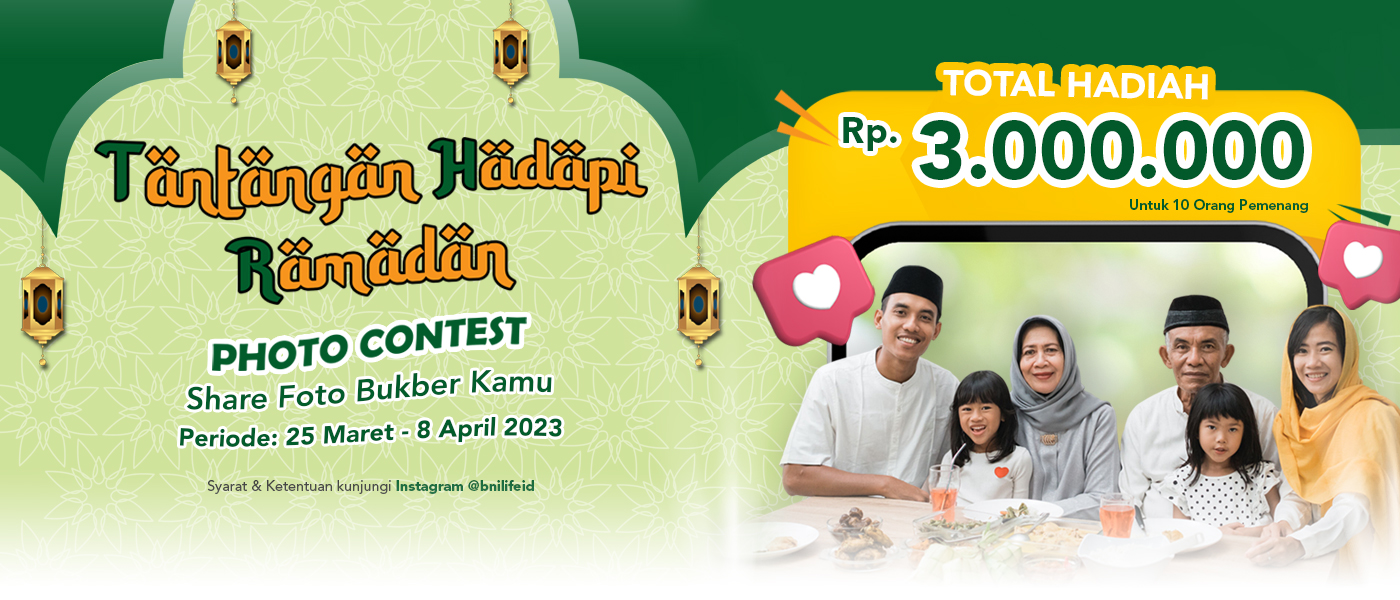 Tantangan Hadapi
Ramadan
PHOTO CONTEST
Share Foto Bukber Kamu
Periode: 25 Maret - 8 April 2023
Syarat & Ketentuan kunjungi Instagram @bnilifeid
TOTAL HADIAH
Rp. 3.000.000
Untuk 10 Orang Pemenang